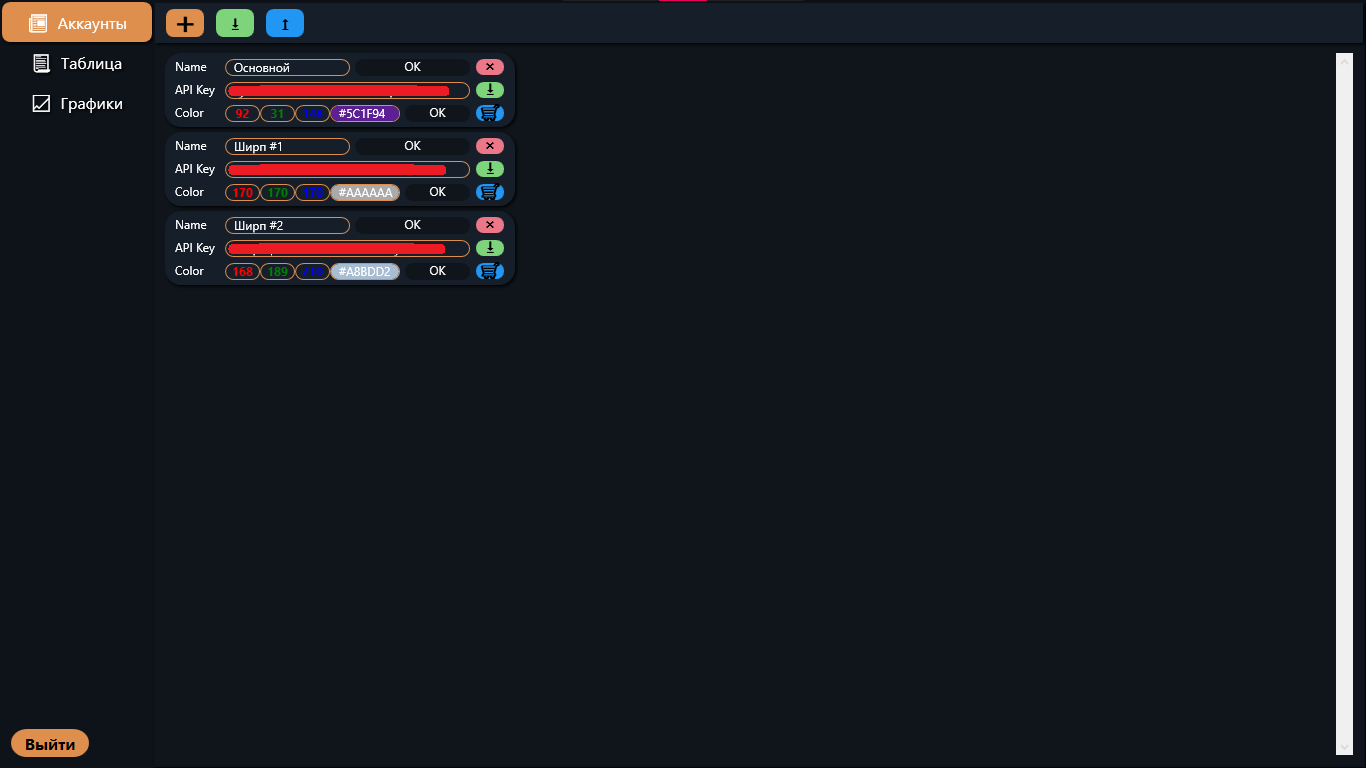 Аккаунты
Таблица
Графики
Name Основной OK
API Key
Color 92 31 148 #5C1F94 OK
Name Ширп #1 OK
API Key
Color 170 170 170 #AAAAAA OK
Name Ширп #2 OK
API Key
Color 168 189 210 #A8BDD2 OK
Выйти